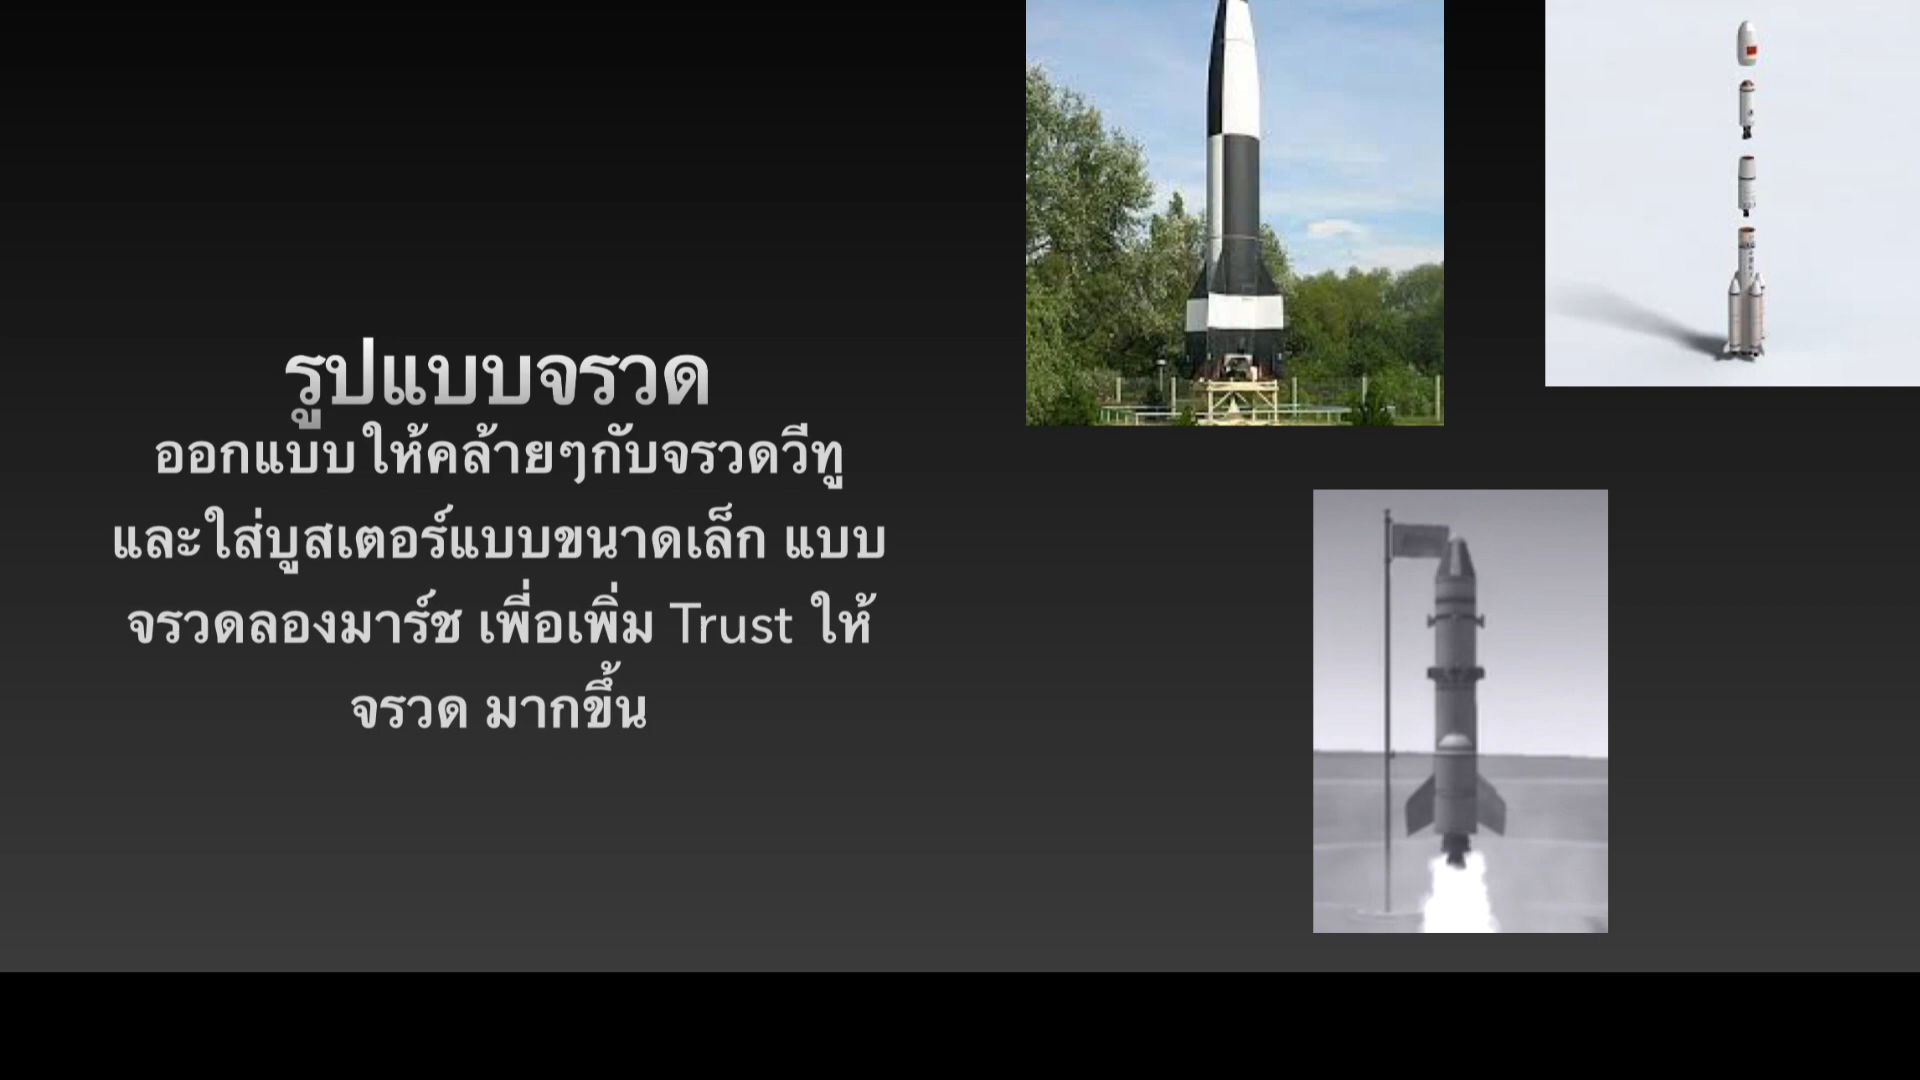 รูปแบบจรวด
ออกแบบให้คล้ายๆกับจรวดวีทู
และใส่บูสเตอร์แบบขนาดเล็ก แบบ
จรวดลองมาร์ช เพื่อเพิ่ม Trust ให้
จรวด มากขึ้น